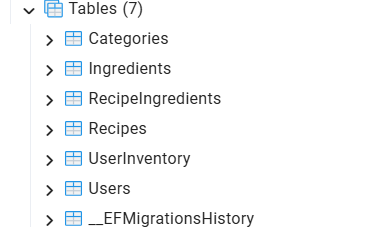 Tables (7)
Categories
Ingredients
RecipeIngredients
Recipes
UserInventory
Users
__EFMigrationsHistory